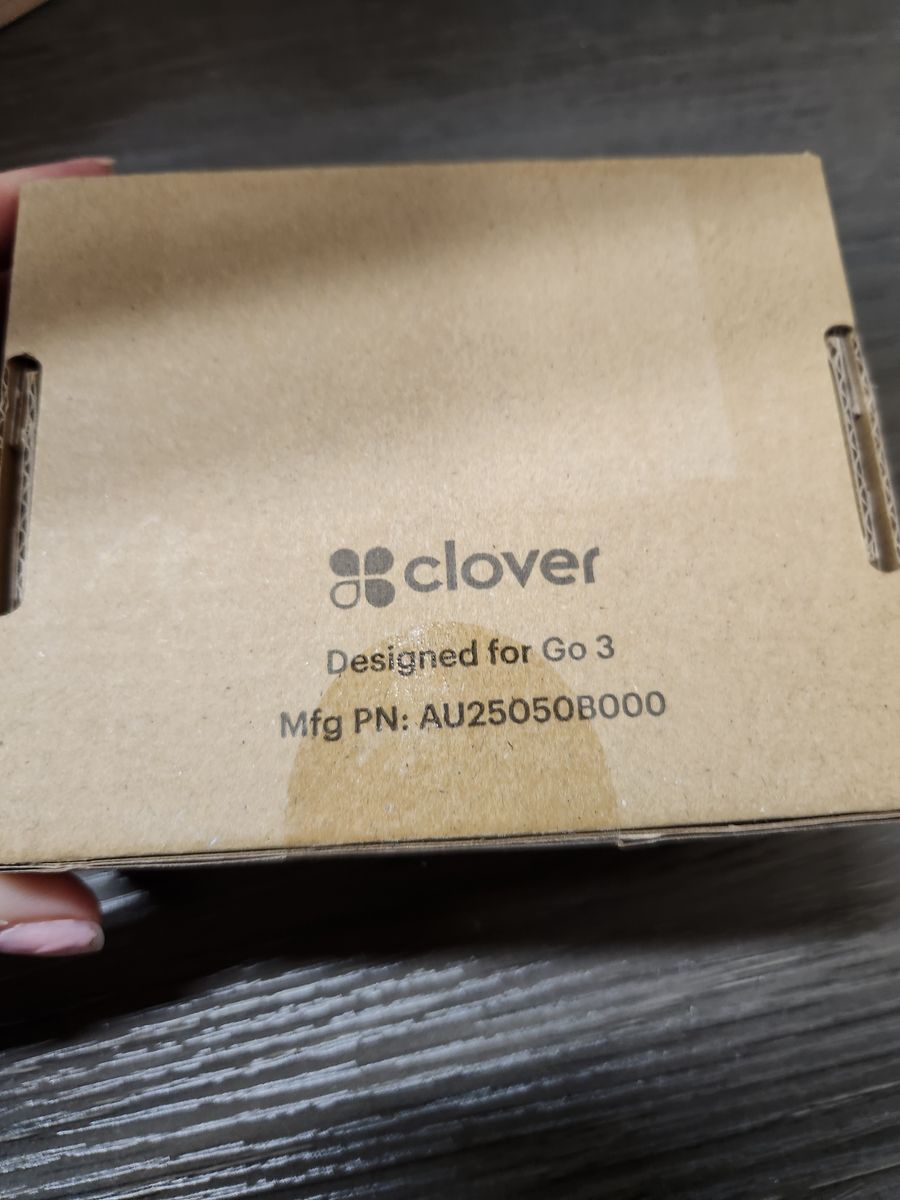 clover
Designed for Go 3
Mfg PN: AU25050B000